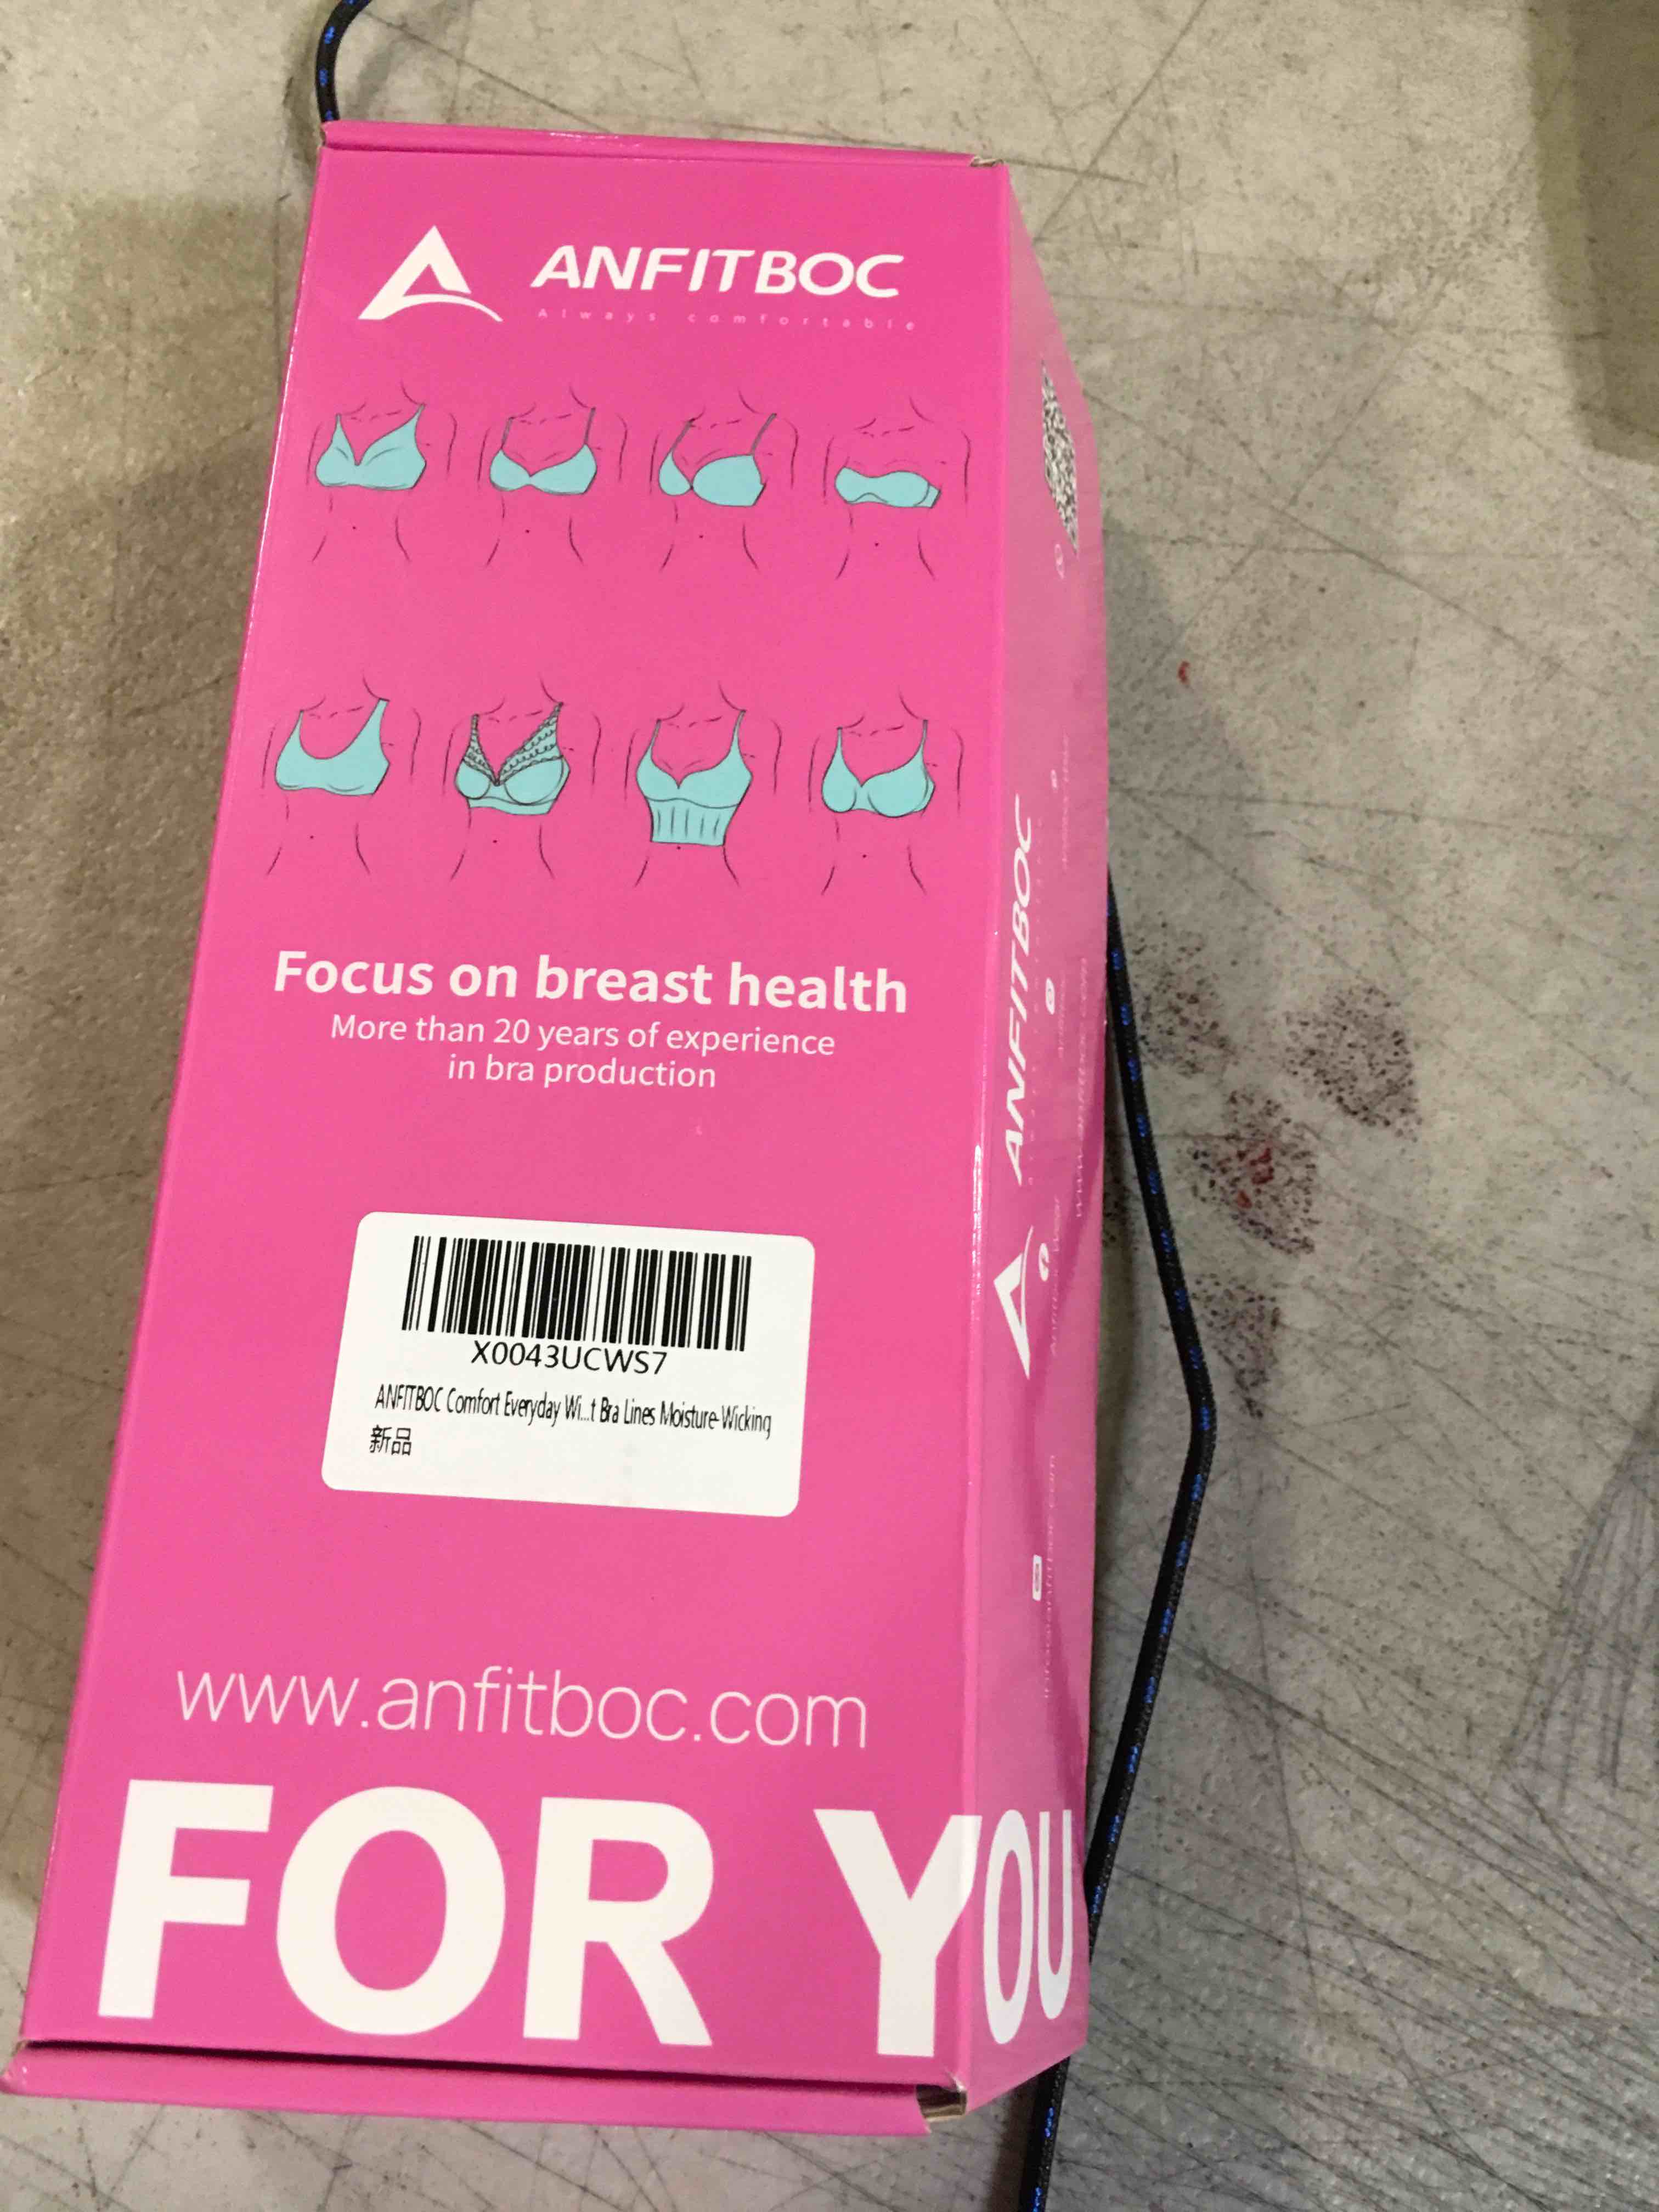 ANFITBOC
Always comfortable
Focus on breast health
More than 20 years of experience
in bra production
X0043UCWS7
ANFITBOC Comfort Everyday Wi...t Bra Lines Moisture-Wicking
新品
www.anfitboc.com
FOR YOU
ANFITBOC